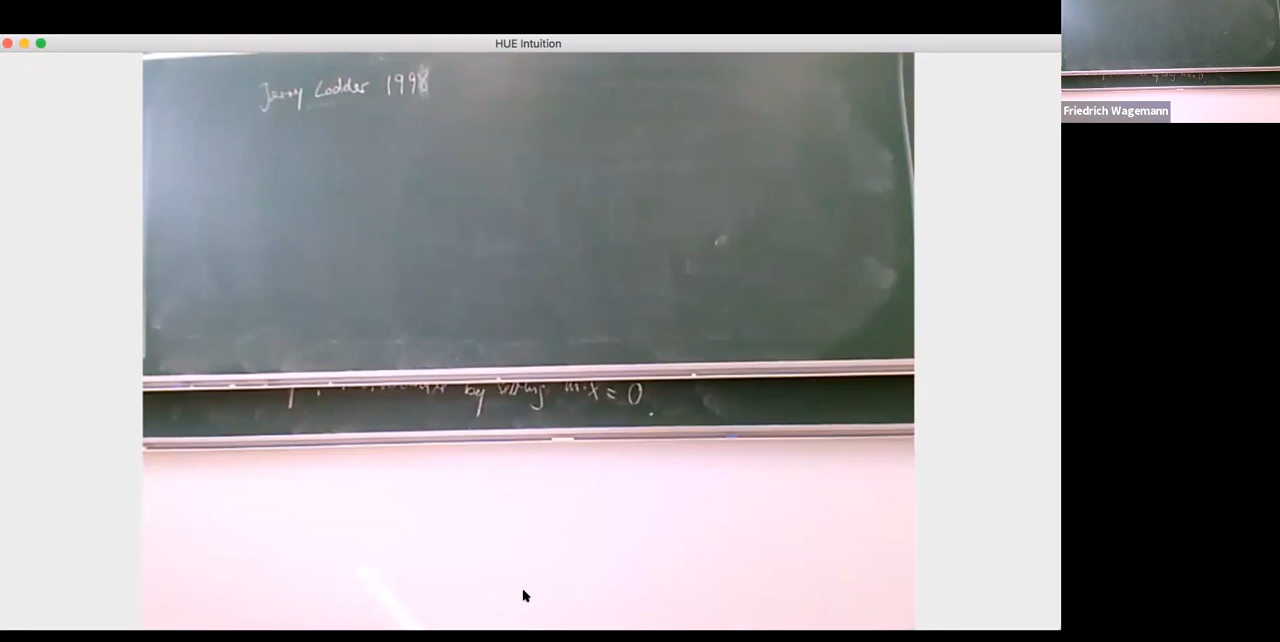 HUE Intuition
Jerry Lodder 1998
by m.x = 0.
Friedrich Wagemann